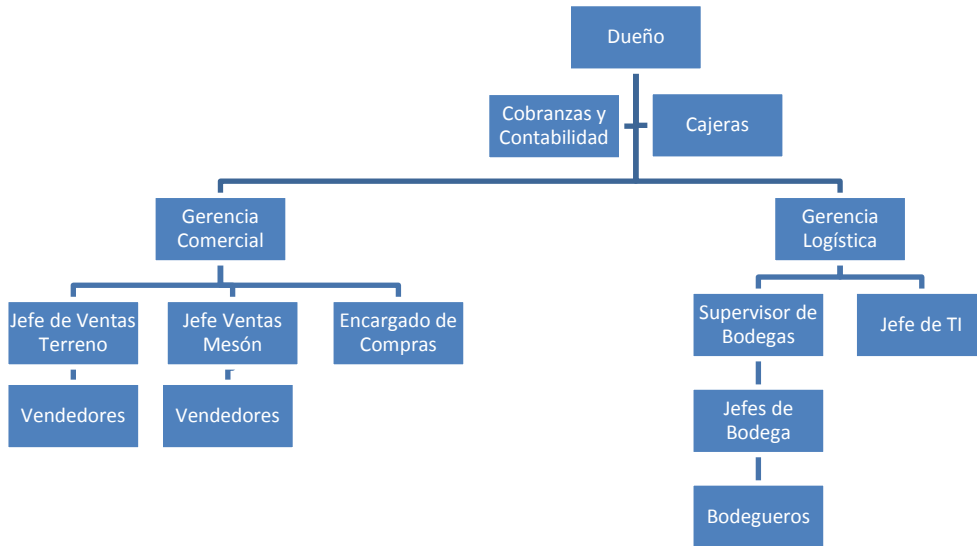 Dueño
Cobranzas y
Contabilidad
Cajeras
Gerencia
Comercial
Gerencia
Logística
Jefe de Ventas
Terreno
Jefe Ventas
Mesón
Encargado de
Compras
Supervisor de
Bodegas
Jefe de TI
Vendedores
Vendedores
Jefes de
Bodega
Bodegueros